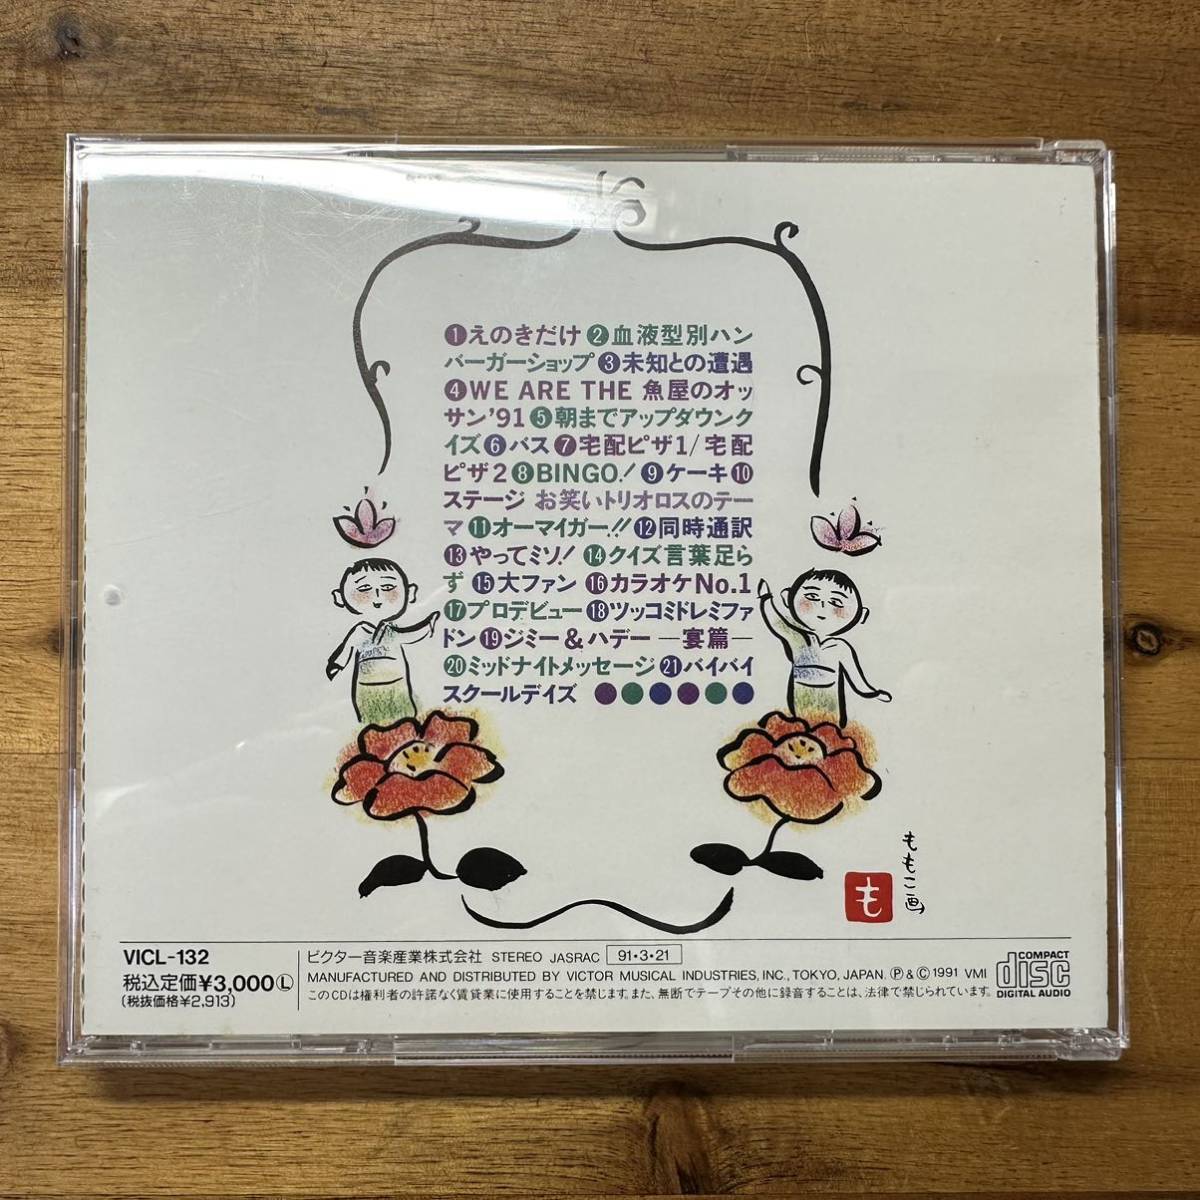 ①えのきだけ ②血液型別ハン
バーガーショップ ③未知との遭遇
④WE ARE THE 魚屋のオッ
サン'91 ⑤朝までアップダウンク
イズ ⑥バス ⑦宅配ピザ1/宅配
ピザ2 ⑧BINGO! ⑨ケーキ ⑩
ステージ お笑いトリオロスのテー
マ ⑪オーマイガー!! ⑫同時通訳
⑬やってミソ! ⑭クイズ言葉足ら
ず ⑮大ファン ⑯カラオケNo.1
⑰プロデビュー ⑱ツッコミドレミファ
ドン ⑲ジミー&ハデー ―宴篇―
⑳ミッドナイトメッセージ ㉑バイバイ
スクールデイズ
ももこ画
も
VICL-132
税込定価¥3,000Ⓛ
(税抜価格¥2,913)
ビクター音楽産業株式会社 STEREO JASRAC 91・3・21
MANUFACTURED AND DISTRIBUTED BY VICTOR MUSICAL INDUSTRIES, INC., TOKYO, JAPAN. Ⓟ & Ⓒ 1991 VMI
このCDは権利者の許諾なく賃貸業に使用することを禁じます。また、無断でテープその他に録音することは、法律で禁じられています。
COMPACT
disc
DIGITAL AUDIO